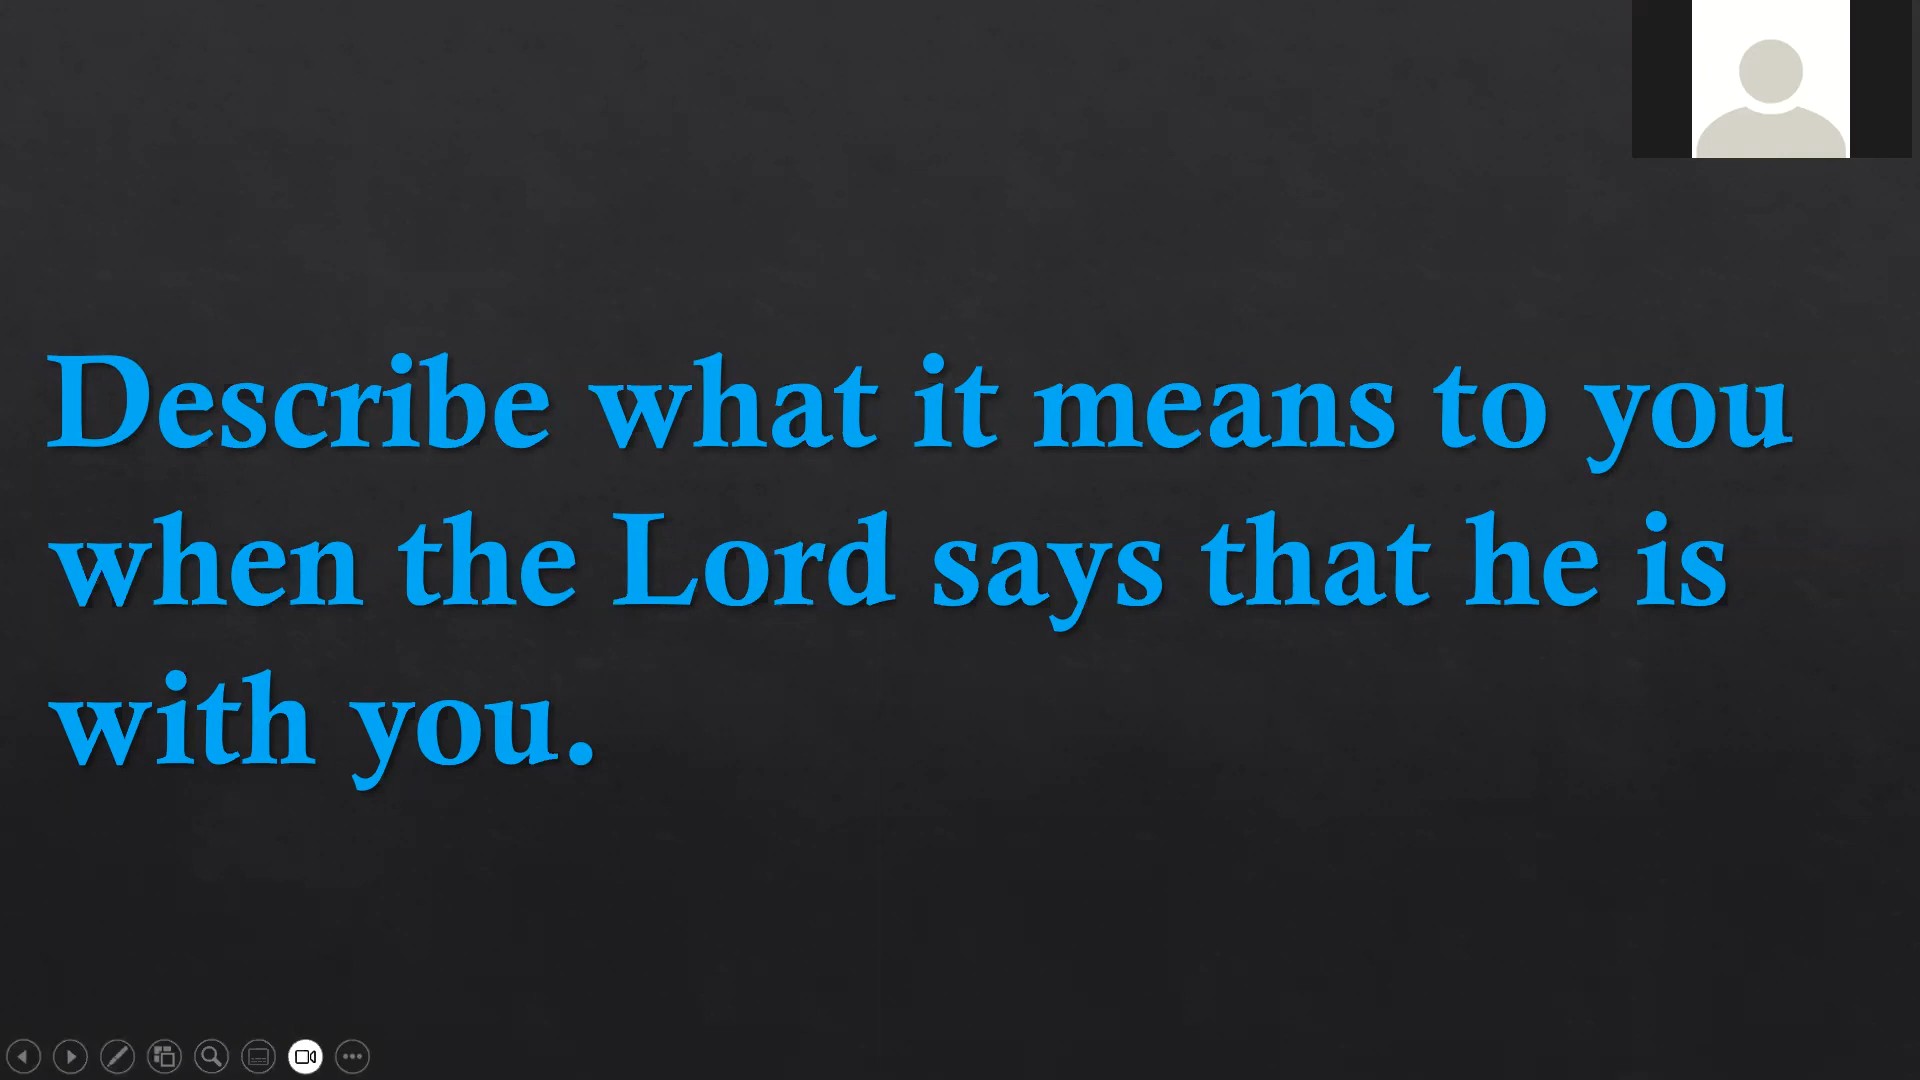 Describe what it means to you
when the Lord says that he is
with you.